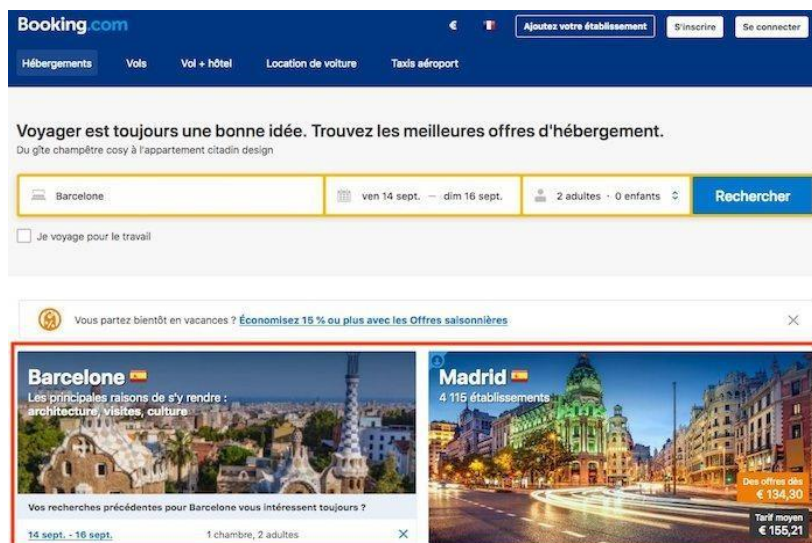 Booking.com
€
Ajoutez votre établissement
S'inscrire
Se connecter
Hébergements
Vols
Vol + hôtel
Location de voiture
Taxis aéroport
Voyager est toujours une bonne idée. Trouvez les meilleures offres d'hébergement.
Du gîte champêtre cosy à l'appartement citadin design
Barcelone
ven 14 sept. — dim 16 sept.
2 adultes · 0 enfants
Rechercher
Je voyage pour le travail
Vous partez bientôt en vacances ? Économisez 15 % ou plus avec les Offres saisonnières
Barcelone
Les principales raisons de s'y rendre :
architecture, visites, culture
Vos recherches précédentes pour Barcelone vous intéressent toujours ?
14 sept. - 16 sept.
1 chambre, 2 adultes
Madrid
4 115 établissements
Des offres dès
€ 134,30
Tarif moyen
€ 155,21